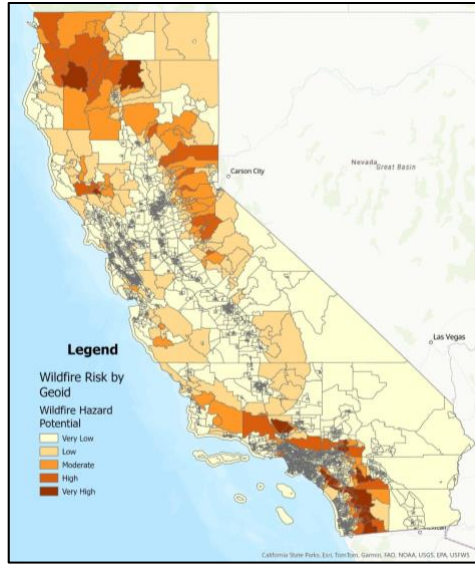 Carson City
Nevada
Great Basin
Las Vegas
Legend
Wildfire Risk by
Geoid
Wildfire Hazard
Potential
Very Low
Low
Moderate
High
Very High
California State Parks, Esri, TomTom, Garmin, FAO, NOAA, USGS, EPA, USFWS